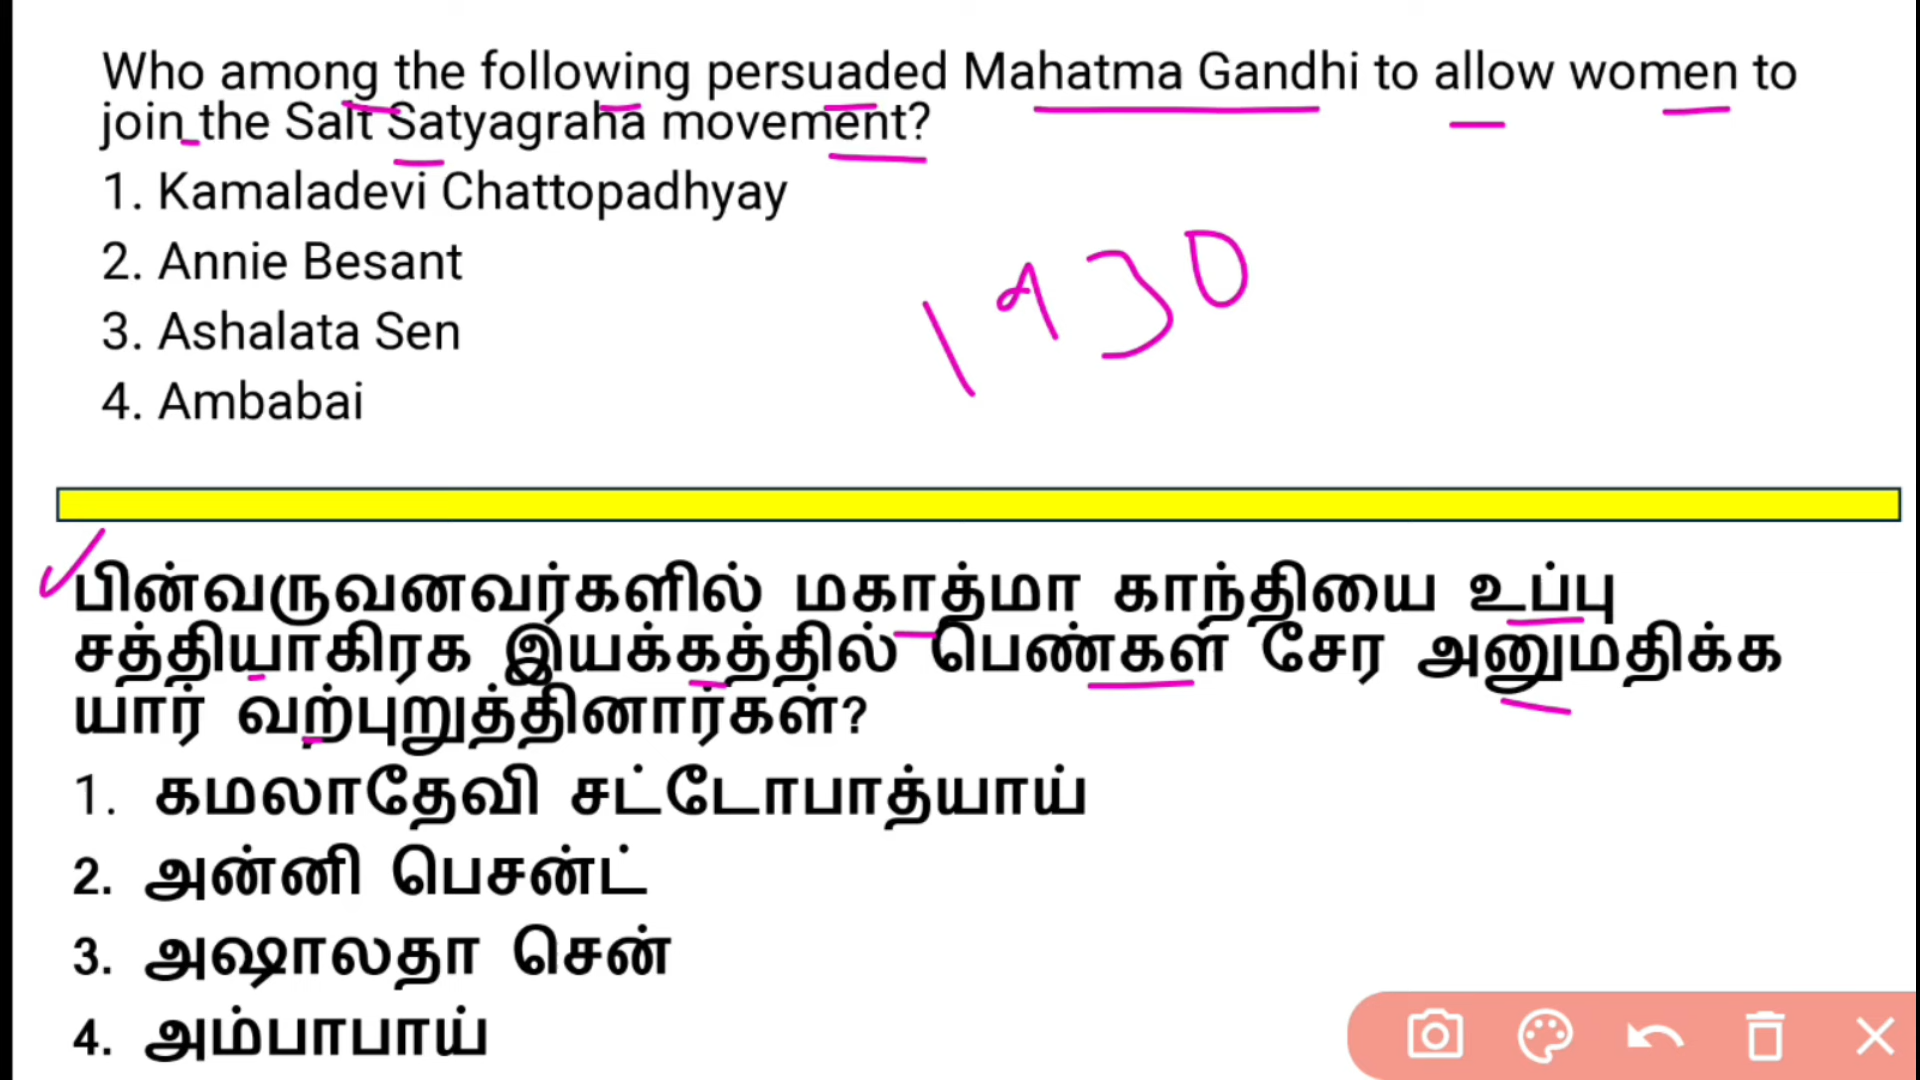 Who among the following persuaded Mahatma Gandhi to allow women to
join the Salt Satyagraha movement?
1. Kamaladevi Chattopadhyay
2. Annie Besant
3. Ashalata Sen
4. Ambabai
1930
பின்வருவனவர்களில் மகாத்மா காந்தியை உப்பு
சத்தியாகிரக இயக்கத்தில் பெண்கள் சேர அனுமதிக்க
யார் வற்புறுத்தினார்கள்?
1. கமலாதேவி சட்டோபாத்யாய்
2. அன்னி பெசன்ட்
3. அஷாலதா சென்
4. அம்பாபாய்